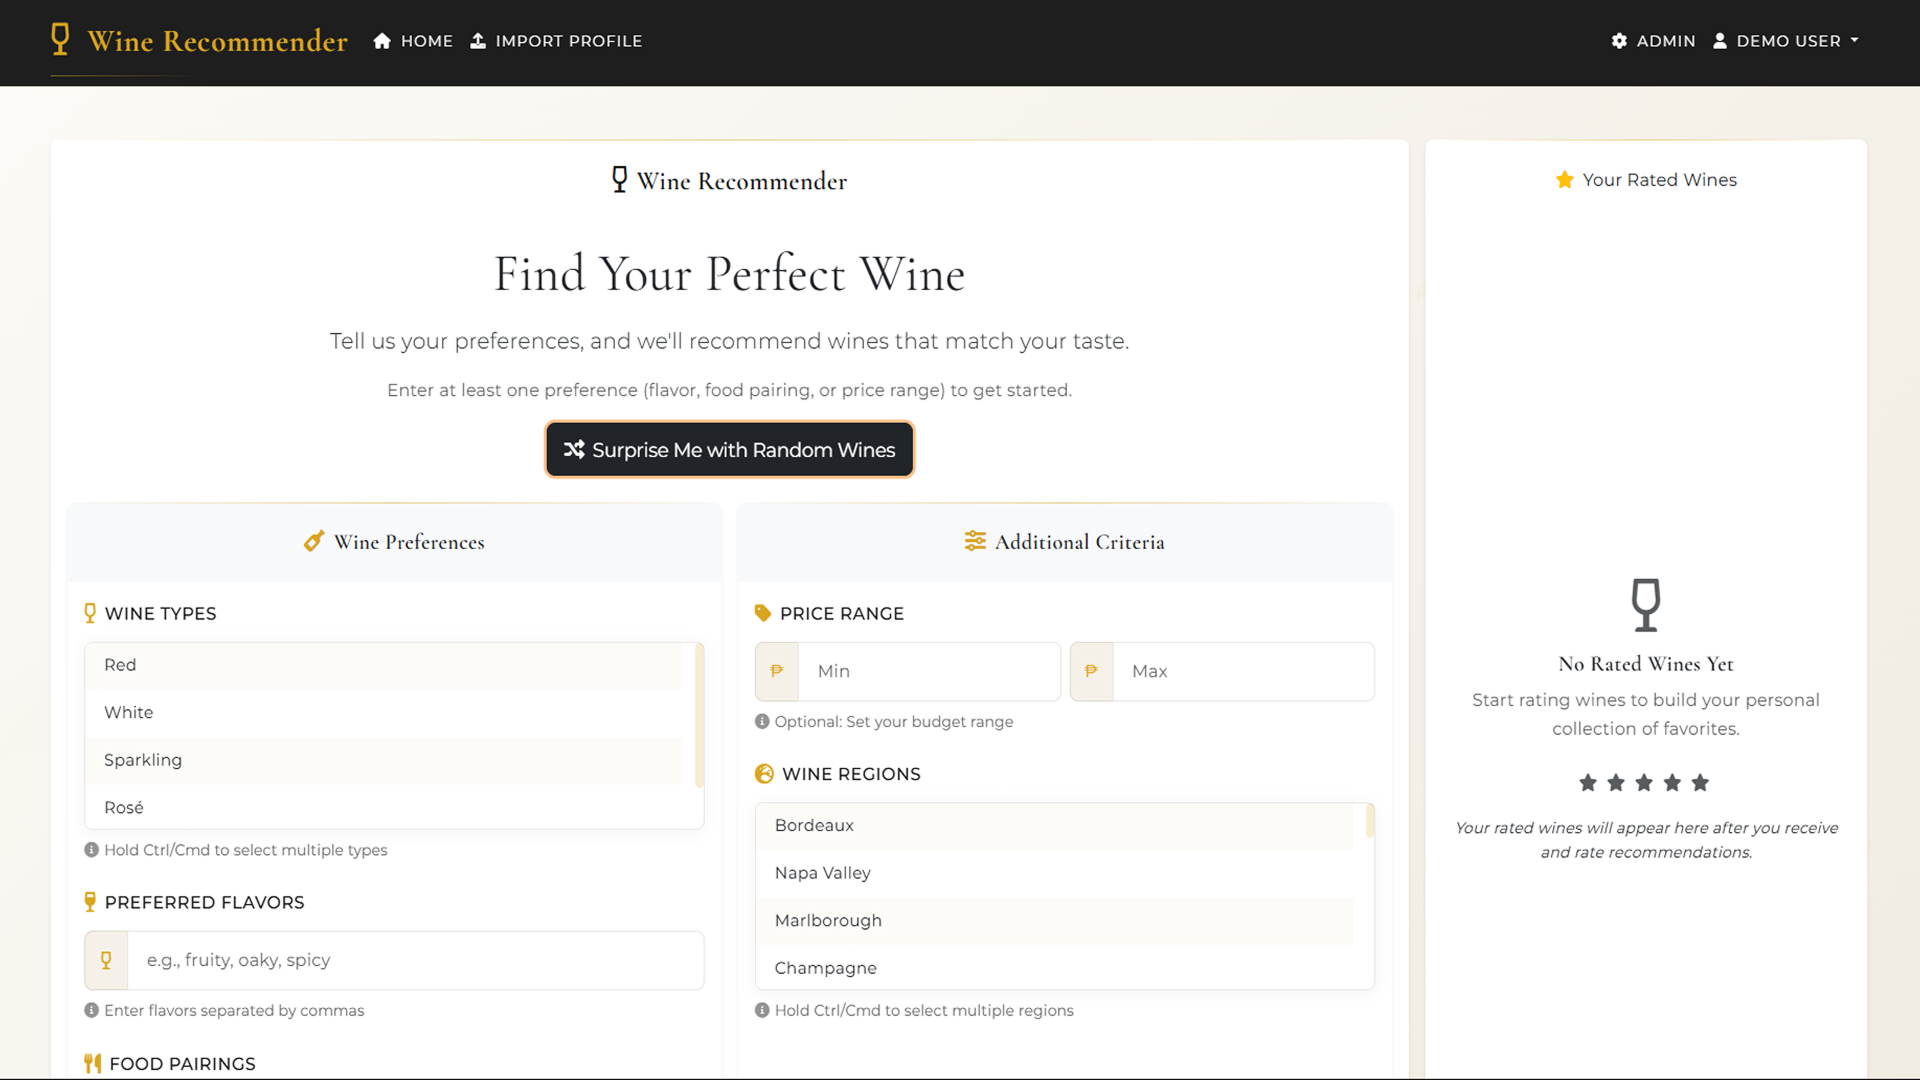 Wine Recommender
HOME
IMPORT PROFILE
ADMIN
DEMO USER
Wine Recommender
Find Your Perfect Wine
Tell us your preferences, and we'll recommend wines that match your taste.
Enter at least one preference (flavor, food pairing, or price range) to get started.
Surprise Me with Random Wines
Wine Preferences
WINE TYPES
Red
White
Sparkling
Rosé
Hold Ctrl/Cmd to select multiple types
PREFERRED FLAVORS
e.g., fruity, oaky, spicy
Enter flavors separated by commas
FOOD PAIRINGS
Additional Criteria
PRICE RANGE
₱ Min
₱ Max
Optional: Set your budget range
WINE REGIONS
Bordeaux
Napa Valley
Marlborough
Champagne
Hold Ctrl/Cmd to select multiple regions
Your Rated Wines
No Rated Wines Yet
Start rating wines to build your personal
collection of favorites.
Your rated wines will appear here after you receive
and rate recommendations.